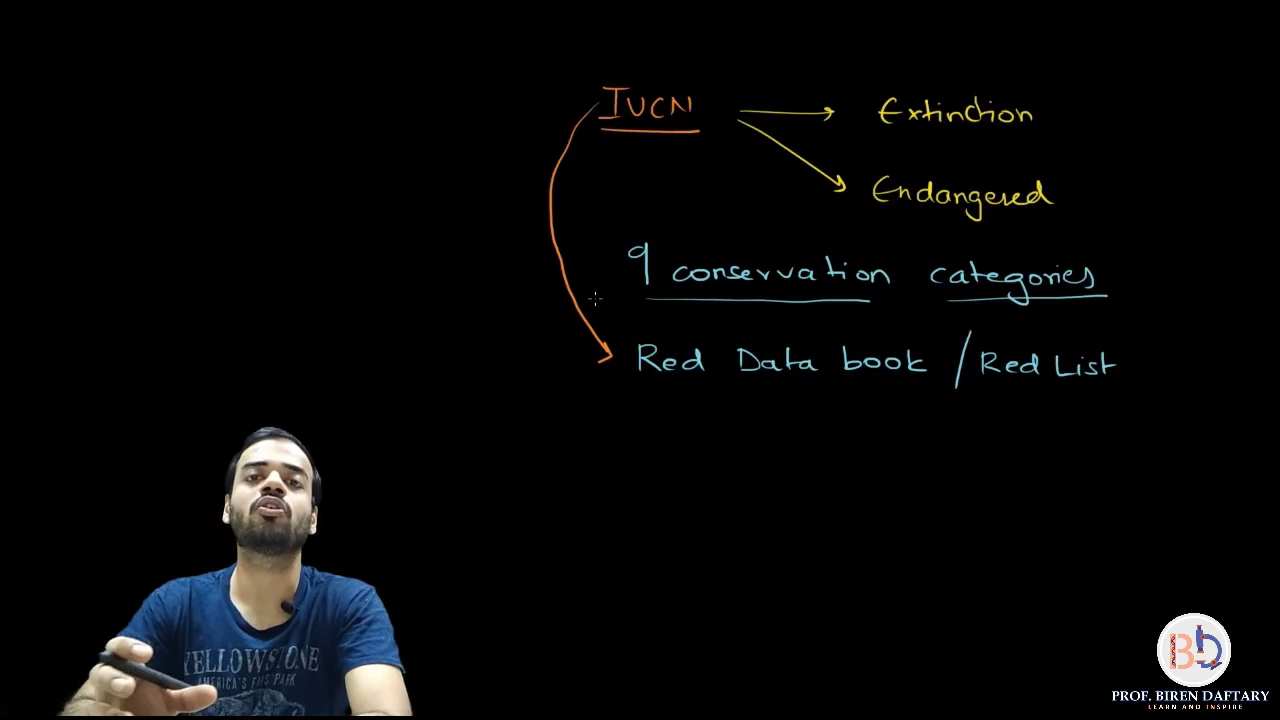 IUCN Extinction
Endangered
9 conservation categories
Red Data book / Red List
YELLOWSTONE
AMERICA'S FIRST PARK
PROF. BIREN DAFTARY
LEARN AND INSPIRE